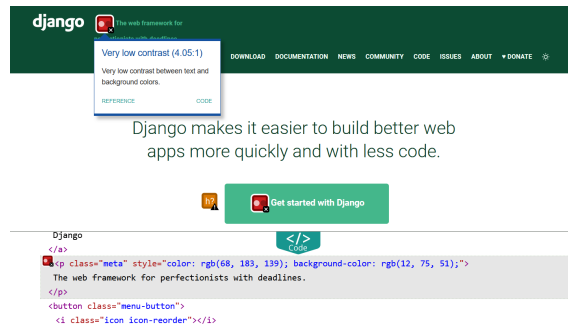 django
The web framework for
perfectionists with deadlines.
Very low contrast (4.05:1)
Very low contrast between text and
background colors.
REFERENCE CODE
DOWNLOAD DOCUMENTATION NEWS COMMUNITY CODE ISSUES ABOUT ♥ DONATE
Django makes it easier to build better web
apps more quickly and with less code.
h?
Get started with Django
</>
Code
Django
</a>
<p class="meta" style="color: rgb(68, 183, 139); background-color: rgb(12, 75, 51);">
The web framework for perfectionists with deadlines.
</p>
<button class="menu-button">
<i class="icon icon-reorder"></i>